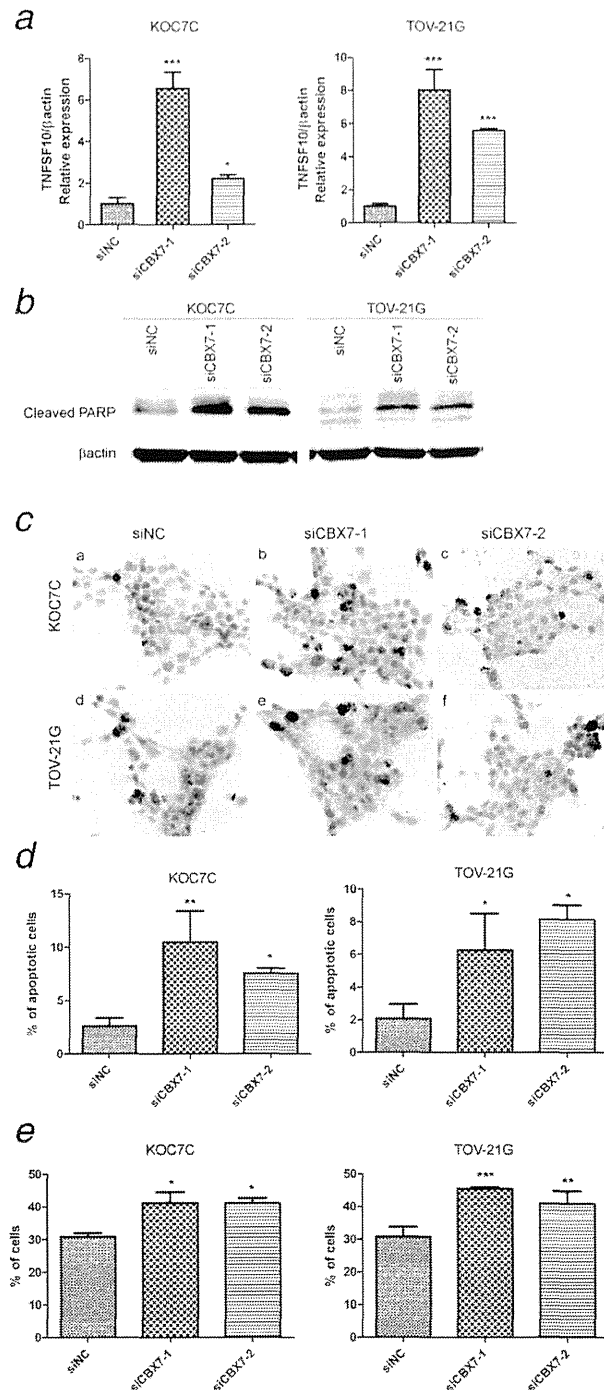 a
KOC7C
TOV-21G
TNFSF10/βactin
Relative expression
8
6
4
2
0
***
*
siNC
siCBX7-1
siCBX7-2
TNFSF10/βactin
Relative expression
10
8
6
4
2
0
***
***
siNC
siCBX7-1
siCBX7-2
b
KOC7C
TOV-21G
siNC
siCBX7-1
siCBX7-2
siNC
siCBX7-1
siCBX7-2
Cleaved PARP
βactin
c
siNC
siCBX7-1
siCBX7-2
KOC7C
a
b
c
TOV-21G
d
e
f
d
KOC7C
TOV-21G
% of apoptotic cells
15
10
5
0
**
*
siNC
siCBX7-1
siCBX7-2
% of apoptotic cells
10
8
6
4
2
0
*
*
siNC
siCBX7-1
siCBX7-2
e
KOC7C
TOV-21G
% of cells
50
40
30
20
10
0
*
*
siNC
siCBX7-1
siCBX7-2
% of cells
50
40
30
20
10
0
***
**
siNC
siCBX7-1
siCBX7-2